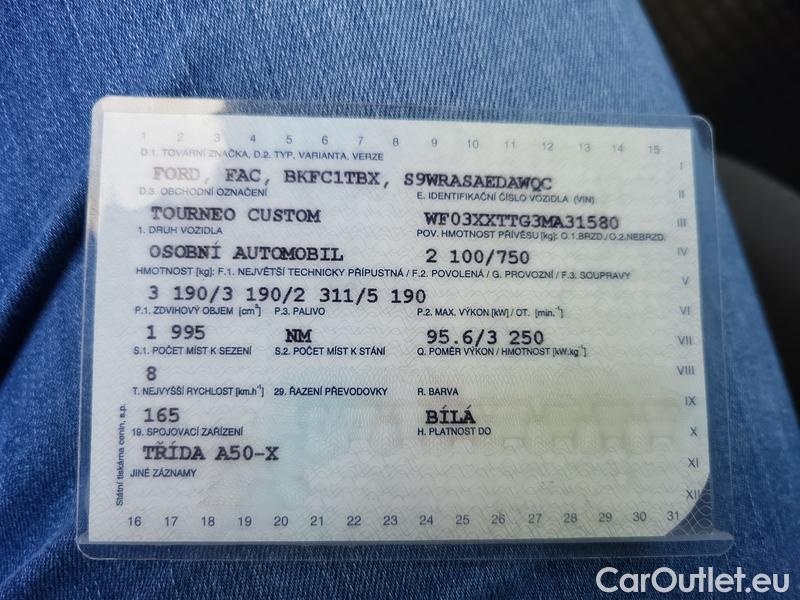 1 2 3 4 5 6 7 8 9 10 11 12 13 14 15
D.1. TOVÁRNÍ ZNAČKA, D.2. TYP, VARIANTA, VERZE I
FORD, FAC, BKFC1TBX, S9WRASAEDAWQC
D.3. OBCHODNÍ OZNAČENÍ E. IDENTIFIKAČNÍ ČÍSLO VOZIDLA (VIN) II
TOURNEO CUSTOM WF03XXTTG3MA31580 III
1. DRUH VOZIDLA POV. HMOTNOST PŘÍVĚSU [kg]: O.1.BRZD./O.2.NEBRZD.
OSOBNÍ AUTOMOBIL 2 100/750 IV
HMOTNOST [kg]: F.1. NEJVĚTŠÍ TECHNICKY PŘÍPUSTNÁ / F.2. POVOLENÁ / G. PROVOZNÍ / F.3. SOUPRAVY V
3 190/3 190/2 311/5 190
P.1. ZDVIHOVÝ OBJEM [cm³] P.3. PALIVO P.2. MAX. VÝKON [kW] / OT. [min.⁻¹] VI
1 995 NM 95.6/3 250 VII
S.1. POČET MÍST K SEZENÍ S.2. POČET MÍST K STÁNÍ Q. POMĚR VÝKON / HMOTNOST [kW.kg⁻¹]
8 VIII
T. NEJVYŠŠÍ RYCHLOST [km.h⁻¹] 29. ŘAZENÍ PŘEVODOVKY R. BARVA IX
165 BÍLÁ
19. SPOJOVACÍ ZAŘÍZENÍ H. PLATNOST DO X
TŘÍDA A50-X XI
JINÉ ZÁZNAMY
XII
Státní tiskárna cenin, s.p.
16 17 18 19 20 21 22 23 24 25 26 27 28 29 30 31
CarOutlet.eu